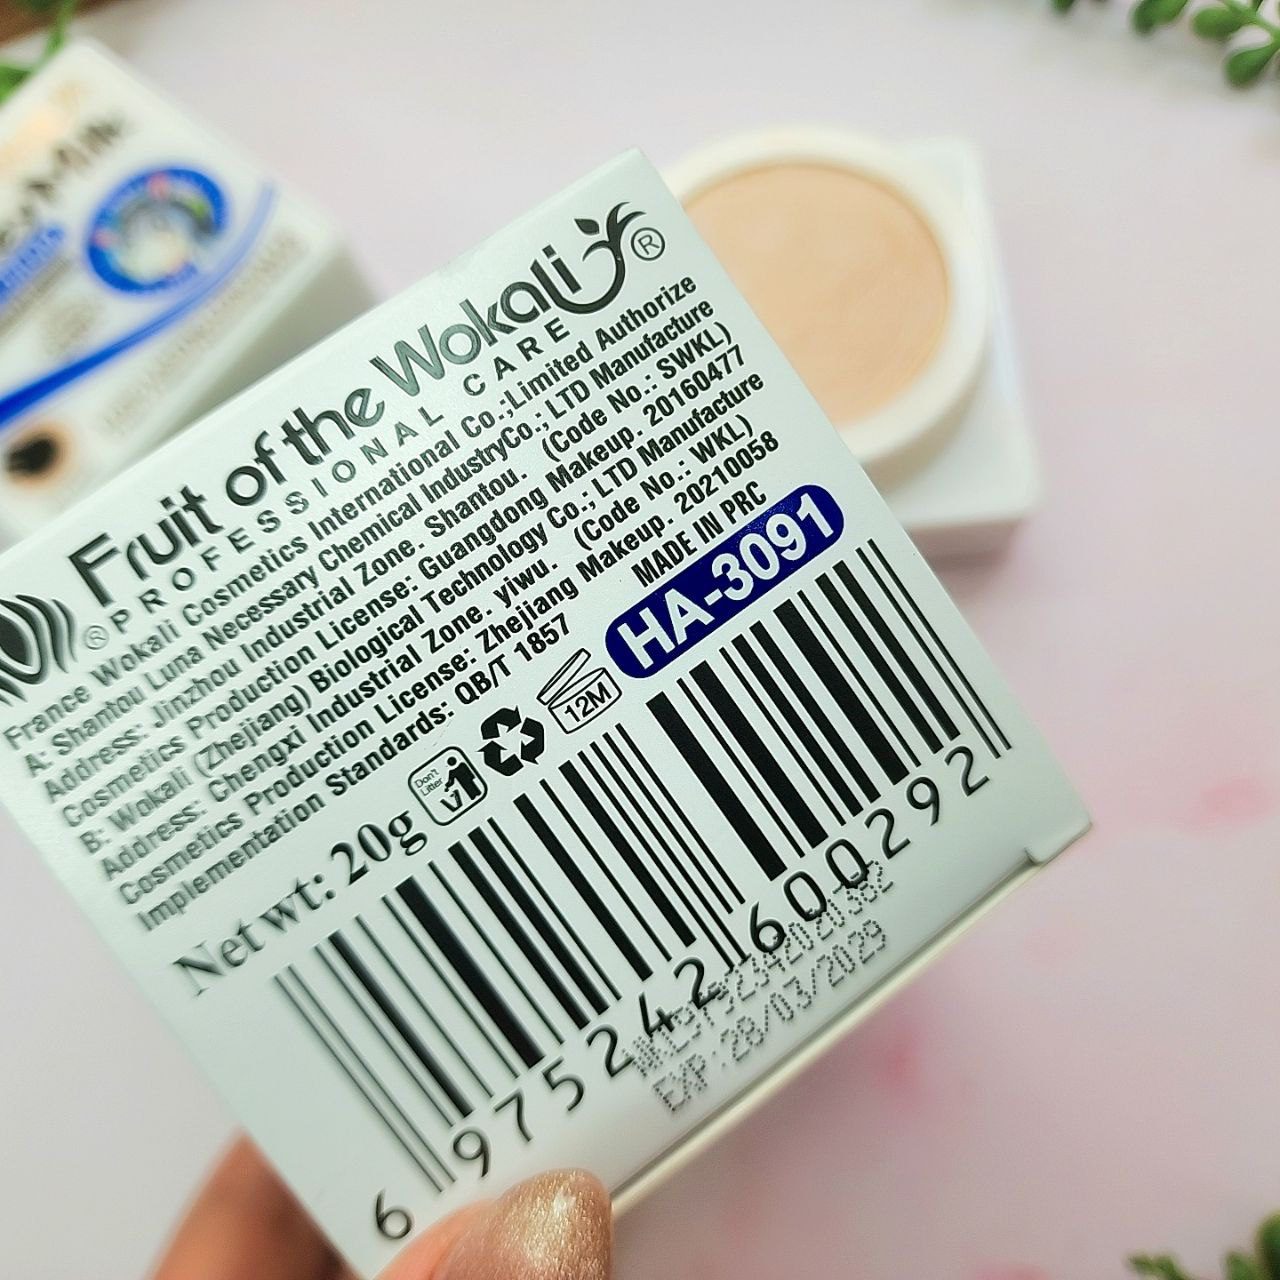 Milk
Fruit of the Wokali ®
® PROFESSIONAL CARE
France Wokali Cosmetics International Co.,Limited Authorize
A: Shantou Luna Necessary Chemical IndustryCo.; LTD Manufacture
Address: Jinzhou Industrial Zone. Shantou. (Code No.: SWKL)
Cosmetics Production License: Guangdong Makeup. 20160477
B: Wokali (Zhejiang) Biological Technology Co.; LTD Manufacture
Address: Chengxi Industrial Zone. yiwu. (Code No.: WKL)
Cosmetics Production License: Zhejiang Makeup. 20210058
Implementation Standards: QB/T 1857
MADE IN PRC
HA-3091
Net wt: 20g
Don't Litter
12M
6 975242 600292
EXP:28/03/2029